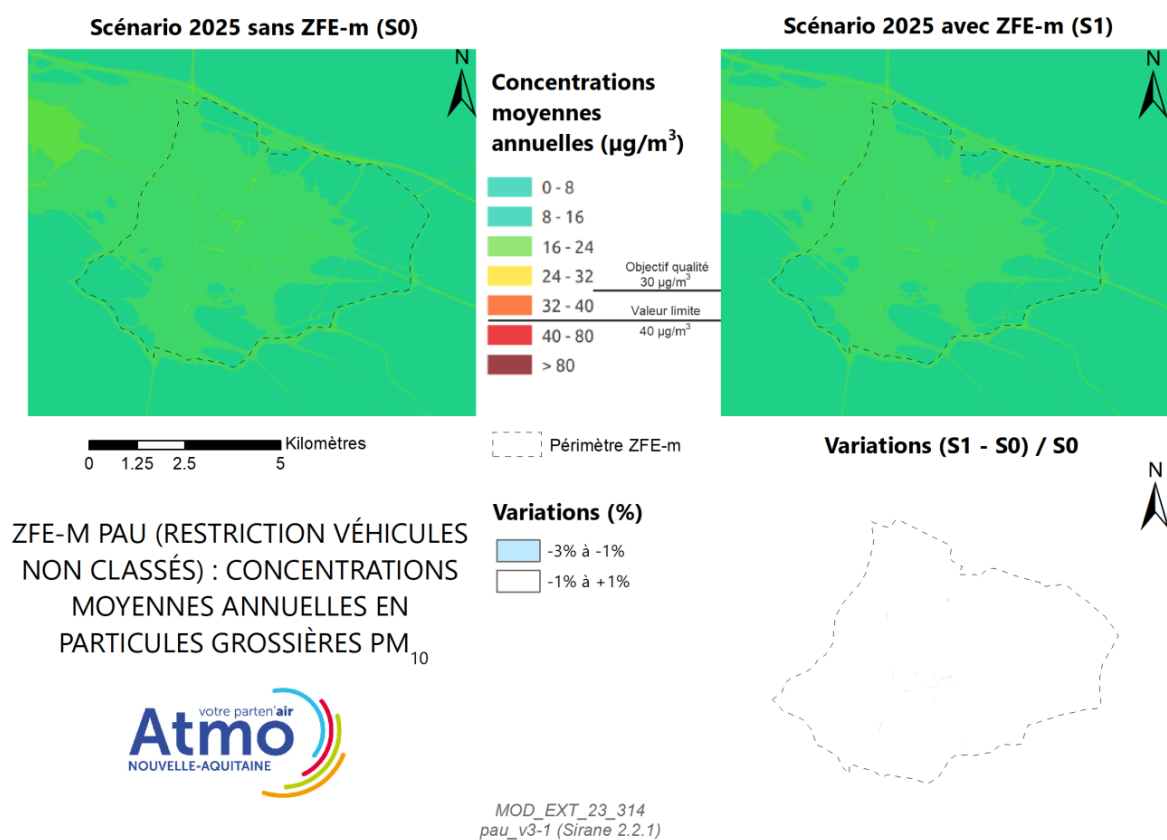 Scénario 2025 sans ZFE-m (S0)
N
Concentrations
moyennes
annuelles (µg/m³)
0 - 8
8 - 16
16 - 24
24 - 32
32 - 40
40 - 80
> 80
Objectif qualité
30 µg/m³
Valeur limite
40 µg/m³
Scénario 2025 avec ZFE-m (S1)
N
Kilomètres
0 1.25 2.5 5
Périmètre ZFE-m
Variations (S1 - S0) / S0
N
Variations (%)
-3% à -1%
-1% à +1%
ZFE-M PAU (RESTRICTION VÉHICULES
NON CLASSÉS) : CONCENTRATIONS
MOYENNES ANNUELLES EN
PARTICULES GROSSIÈRES PM₁₀
votre parten'air
Atmo
NOUVELLE-AQUITAINE
MOD_EXT_23_314
pau_v3-1 (Sirane 2.2.1)